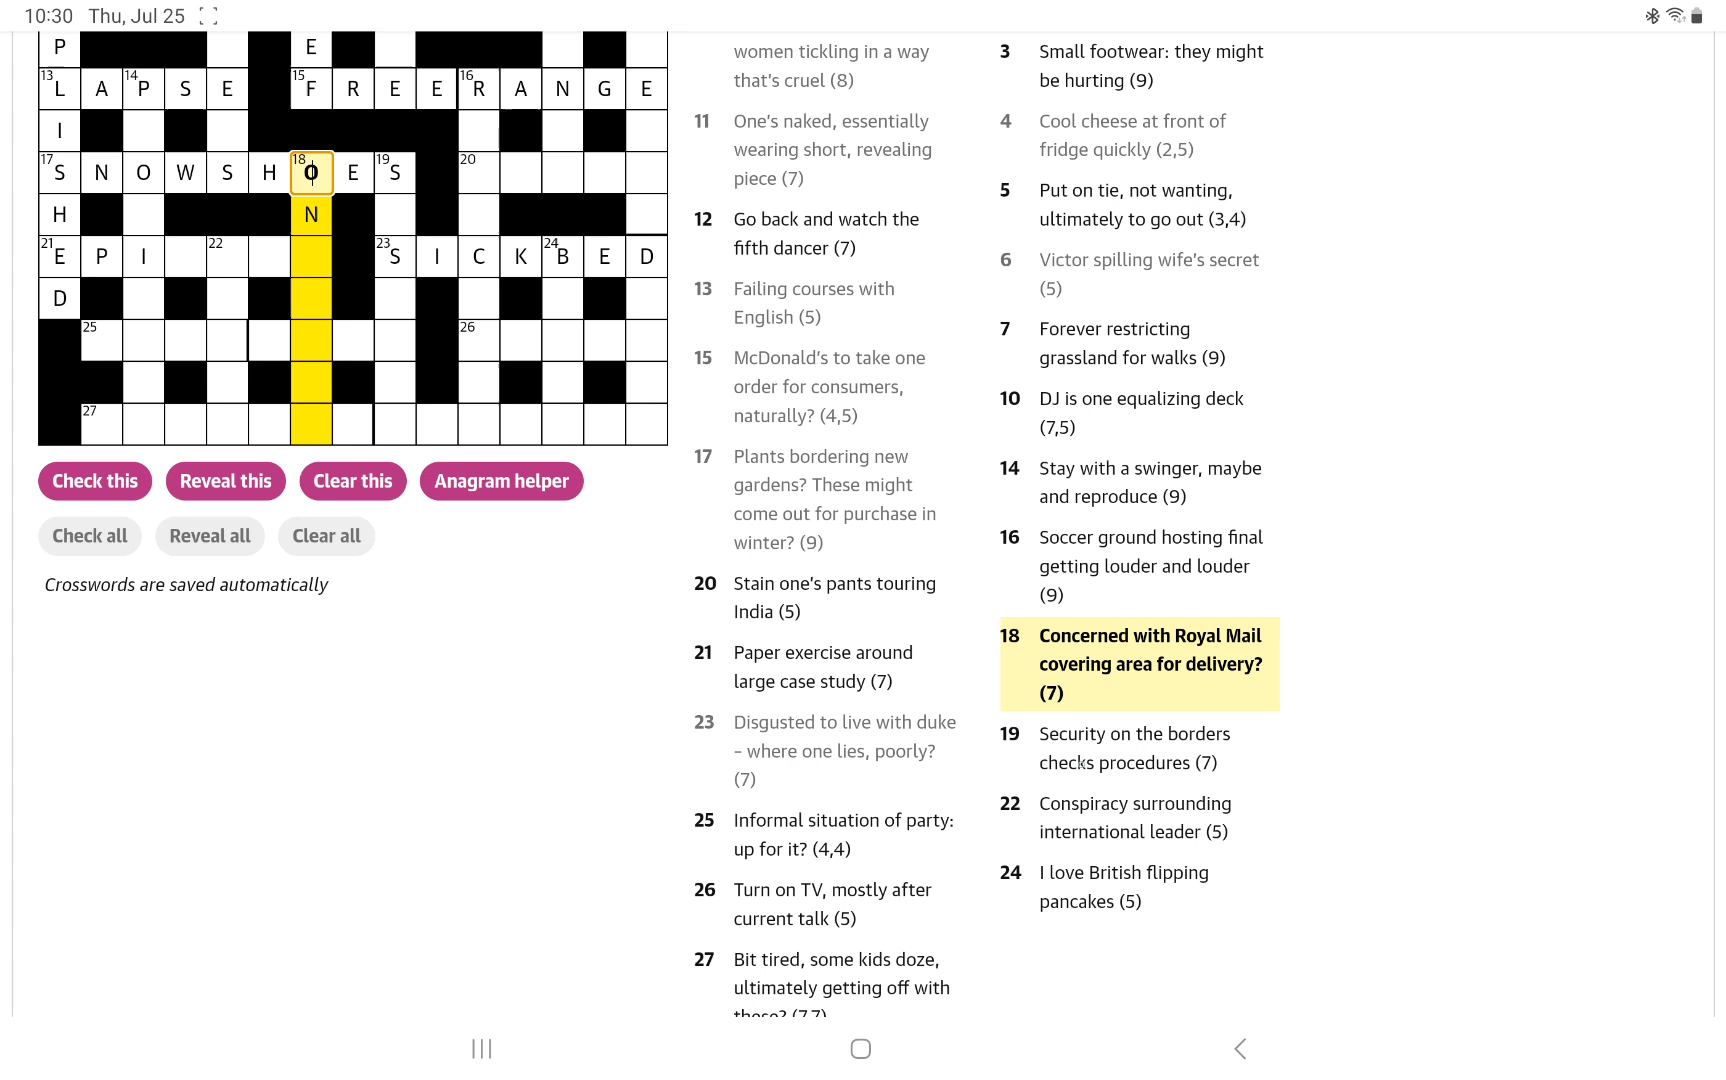 10:30 Thu, Jul 25
P E
13 L A 14 P S E 15 F R E E 16 R A N G E
I
17 S N O W S H 18 O E 19 S 20
H N
21 E P I 22 23 S I C K 24 B E D
D
25 26
27
Check this Reveal this Clear this Anagram helper
Check all Reveal all Clear all
Crosswords are saved automatically
women tickling in a way
that's cruel (8)
11 One's naked, essentially
wearing short, revealing
piece (7)
12 Go back and watch the
fifth dancer (7)
13 Failing courses with
English (5)
15 McDonald's to take one
order for consumers,
naturally? (4,5)
17 Plants bordering new
gardens? These might
come out for purchase in
winter? (9)
20 Stain one's pants touring
India (5)
21 Paper exercise around
large case study (7)
23 Disgusted to live with duke
– where one lies, poorly?
(7)
25 Informal situation of party:
up for it? (4,4)
26 Turn on TV, mostly after
current talk (5)
27 Bit tired, some kids doze,
ultimately getting off with
these? (7,7)
3 Small footwear: they might
be hurting (9)
4 Cool cheese at front of
fridge quickly (2,5)
5 Put on tie, not wanting,
ultimately to go out (3,4)
6 Victor spilling wife's secret
(5)
7 Forever restricting
grassland for walks (9)
10 DJ is one equalizing deck
(7,5)
14 Stay with a swinger, maybe
and reproduce (9)
16 Soccer ground hosting final
getting louder and louder
(9)
18 Concerned with Royal Mail
covering area for delivery?
(7)
19 Security on the borders
checks procedures (7)
22 Conspiracy surrounding
international leader (5)
24 I love British flipping
pancakes (5)